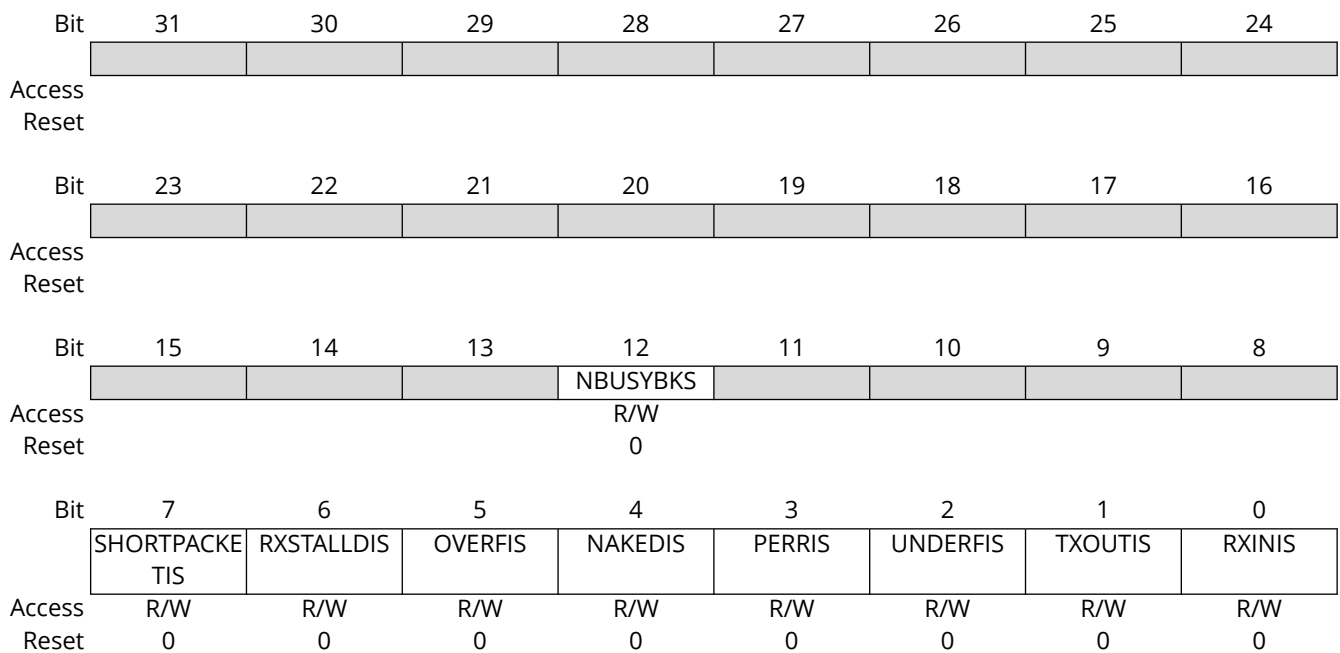 Bit 31 30 29 28 27 26 25 24
Access
Reset
Bit 23 22 21 20 19 18 17 16
Access
Reset
Bit 15 14 13 12 11 10 9 8
NBUSYBKS
Access R/W
Reset 0
Bit 7 6 5 4 3 2 1 0
SHORTPACKE RXSTALLDIS OVERFIS NAKEDIS PERRIS UNDERFIS TXOUTIS RXINIS
TIS
Access R/W R/W R/W R/W R/W R/W R/W R/W
Reset 0 0 0 0 0 0 0 0